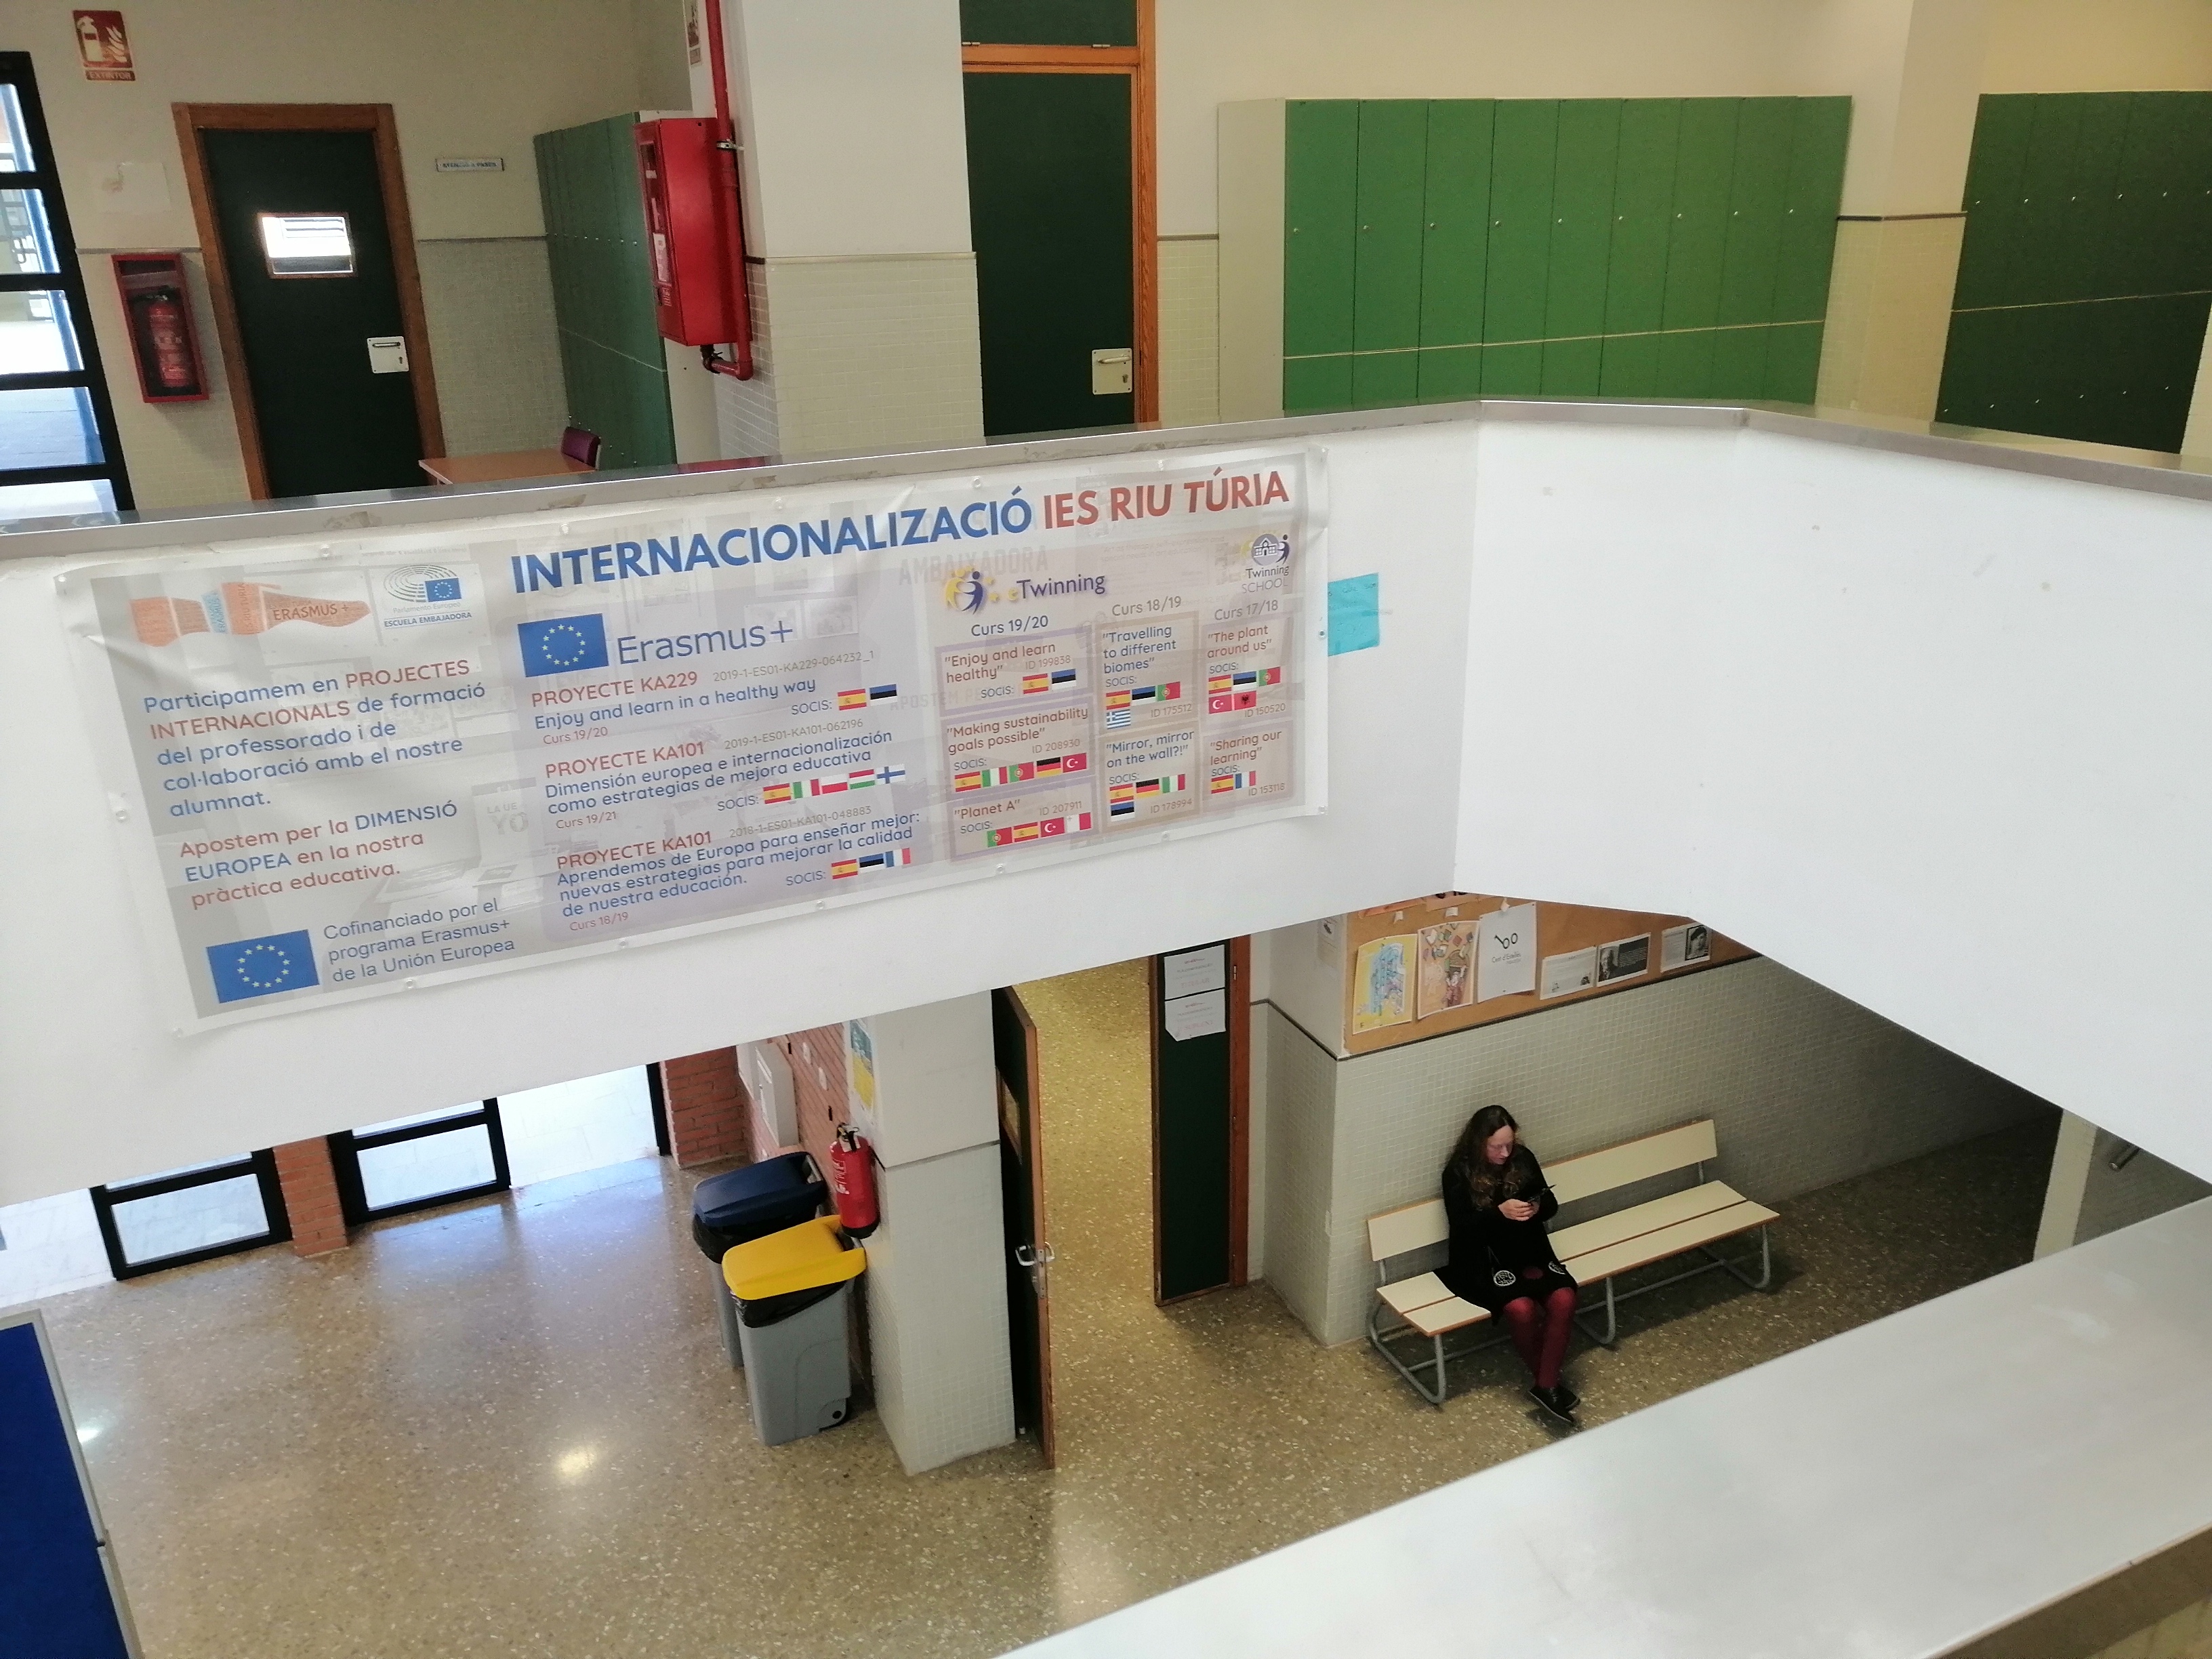 EXTINTOR
INTERNACIONALIZACIÓ IES RIU TÚRIA
ERASMUS +
Parlamento Europeo
ESCUELA EMBAJADORA
Participamem en PROJECTES
INTERNACIONALS de formació
del professorado i de
col·laboració amb el nostre
alumnat.
Apostem per la DIMENSIÓ
EUROPEA en la nostra
pràctica educativa.
Cofinanciado por el
programa Erasmus+
de la Unión Europea
Erasmus+
PROYECTE KA229 2019-1-ES01-KA229-064232_1
Enjoy and learn in a healthy way
SOCIS:
Curs 19/20
PROYECTE KA101 2019-1-ES01-KA101-062196
Dimensión europea e internacionalización
como estrategias de mejora educativa
SOCIS:
Curs 19/21
PROYECTE KA101 2018-1-ES01-KA101-048883
Aprendemos de Europa para enseñar mejor:
nuevas estrategias para mejorar la calidad
de nuestra educación.
SOCIS:
Curs 18/19
eTwinning
Curs 19/20
"Enjoy and learn
healthy" ID 199838
SOCIS:
"Making sustainability
goals possible"
ID 208930
SOCIS:
"Planet A" ID 207911
SOCIS:
Curs 18/19
"Travelling
to different
biomes"
SOCIS:
ID 175512
"Mirror, mirror
on the wall?!"
SOCIS:
ID 178994
Twinning
SCHOOL
Curs 17/18
"The plant
around us"
SOCIS:
ID 150520
"Sharing our
learning"
SOCIS:
ID 153118